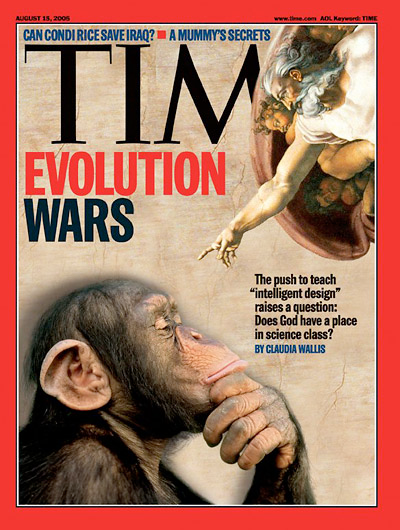 AUGUST 15, 2005
www.time.com AOL Keyword: TIME
CAN CONDI RICE SAVE IRAQ? ■ A MUMMY'S SECRETS
TIM
EVOLUTION
WARS
The push to teach
"intelligent design"
raises a question:
Does God have a place
in science class?
BY CLAUDIA WALLIS